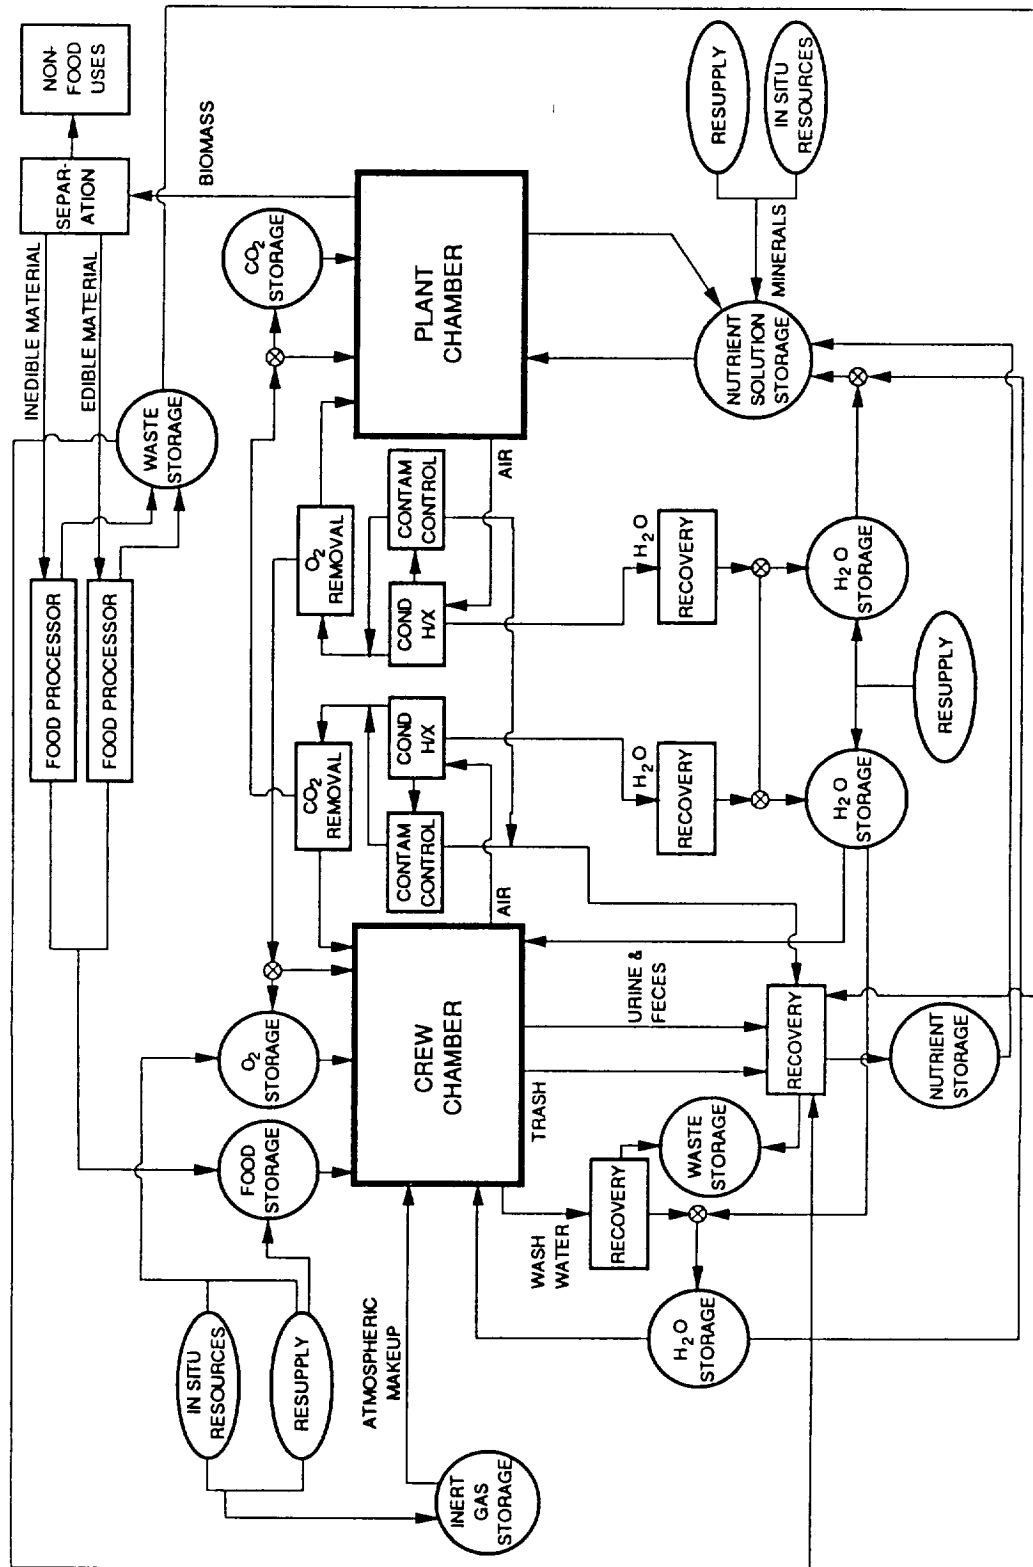 IN SITU
RESOURCES
RESUPPLY
INERT
GAS
STORAGE
ATMOSPHERIC
MAKEUP
FOOD
STORAGE
O2
STORAGE
FOOD PROCESSOR
FOOD PROCESSOR
WASTE
STORAGE
INEDIBLE MATERIAL
EDIBLE MATERIAL
SEPAR-
ATION
NON-
FOOD
USES
BIOMASS
CO2
STORAGE
CREW
CHAMBER
CO2
REMOVAL
O2
REMOVAL
CONTAM
CONTROL
COND
H/X
COND
H/X
CONTAM
CONTROL
AIR
AIR
PLANT
CHAMBER
WASH
WATER
TRASH
URINE &
FECES
H2O
RECOVERY
H2O
RECOVERY
RECOVERY
WASTE
STORAGE
H2O
STORAGE
RECOVERY
NUTRIENT
STORAGE
H2O
STORAGE
H2O
STORAGE
RESUPPLY
NUTRIENT
SOLUTION
STORAGE
MINERALS
RESUPPLY
IN SITU
RESOURCES